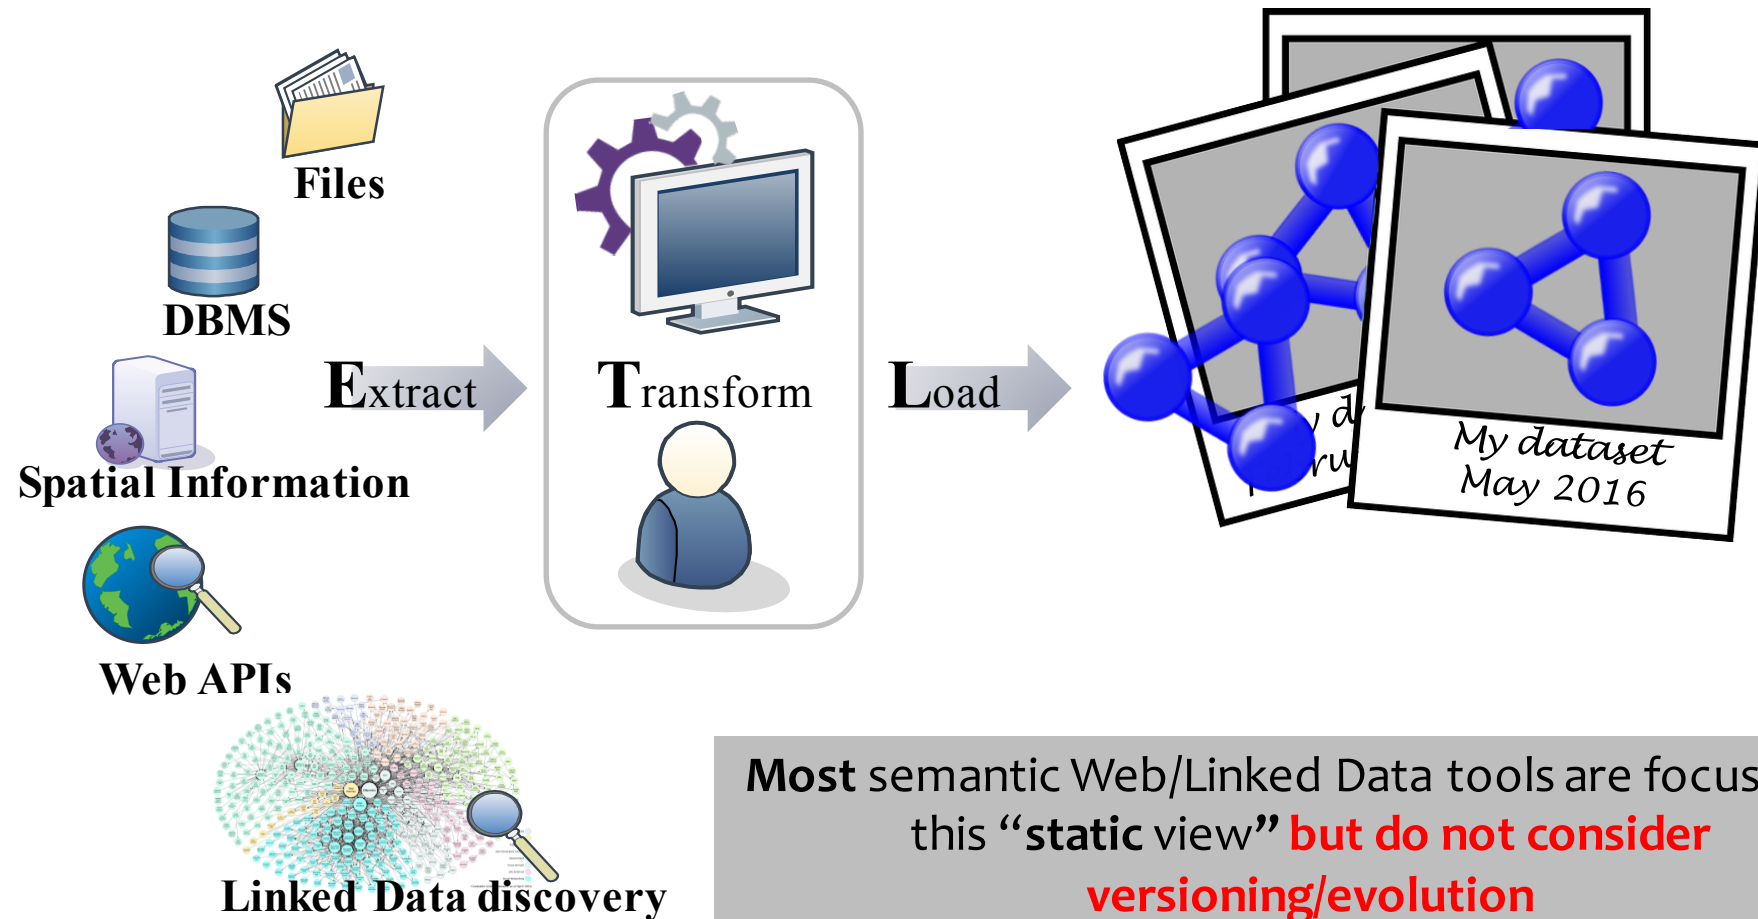 Files
DBMS
Spatial Information
Web APIs
Linked Data discovery
Extract
Transform
Load
My dataset
May 2016
Most semantic Web/Linked Data tools are focus
this “static view” but do not consider
versioning/evolution